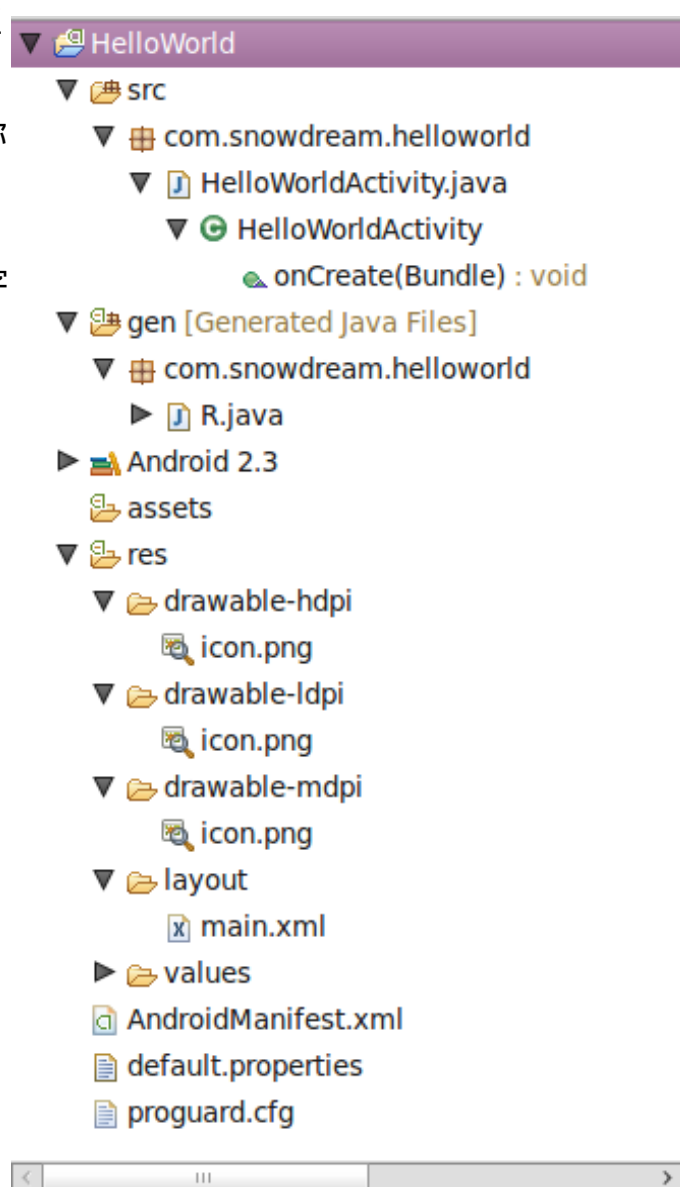 HelloWorld
src
com.snowdream.helloworld
HelloWorldActivity.java
HelloWorldActivity
onCreate(Bundle) : void
gen [Generated Java Files]
com.snowdream.helloworld
R.java
Android 2.3
assets
res
drawable-hdpi
icon.png
drawable-ldpi
icon.png
drawable-mdpi
icon.png
layout
main.xml
values
AndroidManifest.xml
default.properties
proguard.cfg